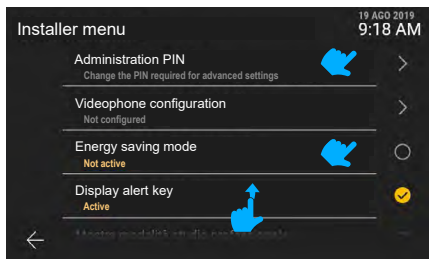 19 AGO 2019
Installer menu
9:18 AM
Administration PIN
Change the PIN required for advanced settings
Videophone configuration
Not configured
Energy saving mode
Not active
Display alert key
Active